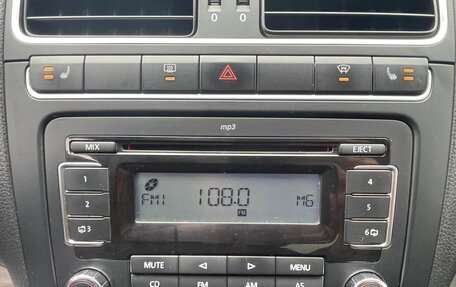 0 0
mp3
MIX EJECT
1 4
2 5
3 6
FM1 108.0 M6
FM
MUTE MENU
CD FM AM AS